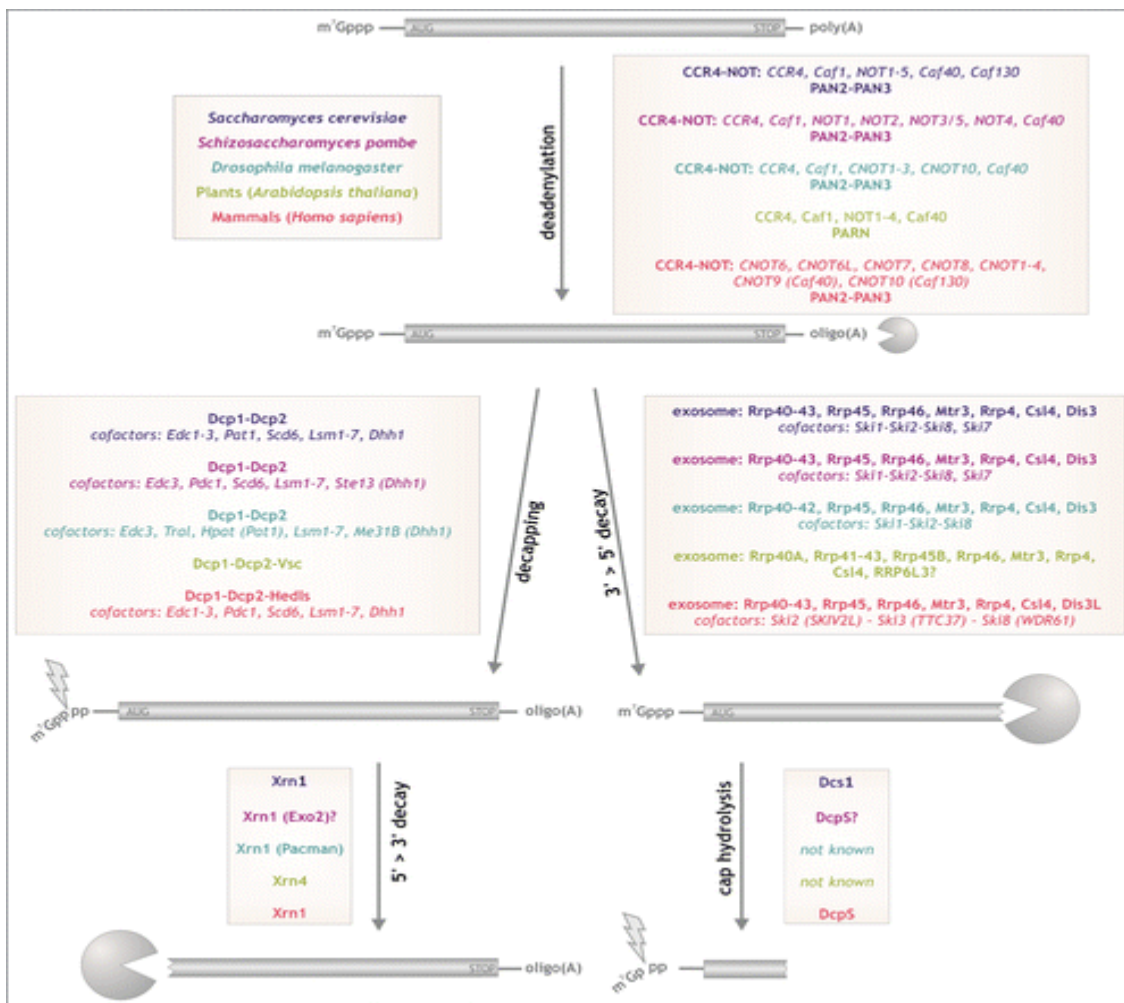 m⁷Gppp AUG STOP poly(A)
Saccharomyces cerevisiae
Schizosaccharomyces pombe
Drosophila melanogaster
Plants (Arabidopsis thaliana)
Mammals (Homo sapiens)
deadenylation
CCR4-NOT: CCR4, Caf1, NOT1-5, Caf40, Caf130
PAN2-PAN3
CCR4-NOT: CCR4, Caf1, NOT1, NOT2, NOT3/5, NOT4, Caf40
PAN2-PAN3
CCR4-NOT: CCR4, Caf1, CNOT1-3, CNOT10, Caf40
PAN2-PAN3
CCR4, Caf1, NOT1-4, Caf40
PARN
CCR4-NOT: CNOT6, CNOT6L, CNOT7, CNOT8, CNOT1-4,
CNOT9 (Caf40), CNOT10 (Caf130)
PAN2-PAN3
m⁷Gppp AUG STOP oligo(A)
Dcp1-Dcp2
cofactors: Edc1-3, Pat1, Scd6, Lsm1-7, Dhh1
Dcp1-Dcp2
cofactors: Edc3, Pdc1, Scd6, Lsm1-7, Ste13 (Dhh1)
Dcp1-Dcp2
cofactors: Edc3, Tral, Hpat (Pat1), Lsm1-7, Me31B (Dhh1)
Dcp1-Dcp2-Vsc
Dcp1-Dcp2-Hedls
cofactors: Edc1-3, Pdc1, Scd6, Lsm1-7, Dhh1
decapping
3' > 5' decay
exosome: Rrp40-43, Rrp45, Rrp46, Mtr3, Rrp4, Csl4, Dis3
cofactors: Ski1-Ski2-Ski8, Ski7
exosome: Rrp40-43, Rrp45, Rrp46, Mtr3, Rrp4, Csl4, Dis3
cofactors: Ski1-Ski2-Ski8, Ski7
exosome: Rrp40-42, Rrp45, Rrp46, Mtr3, Rrp4, Csl4, Dis3
cofactors: Ski1-Ski2-Ski8
exosome: Rrp40A, Rrp41-43, Rrp45B, Rrp46, Mtr3, Rrp4,
Csl4, RRP6L3?
exosome: Rrp40-43, Rrp45, Rrp46, Mtr3, Rrp4, Csl4, Dis3L
cofactors: Ski2 (SKIV2L) - Ski3 (TTC37) - Ski8 (WDR61)
m⁷Gpp pp AUG STOP oligo(A)
m⁷Gppp AUG
Xrn1
Xrn1 (Exo2)?
Xrn1 (Pacman)
Xrn4
Xrn1
5' > 3' decay
cap hydrolysis
Dcs1
DcpS?
not known
not known
DcpS
STOP oligo(A)
m⁷Gp pp